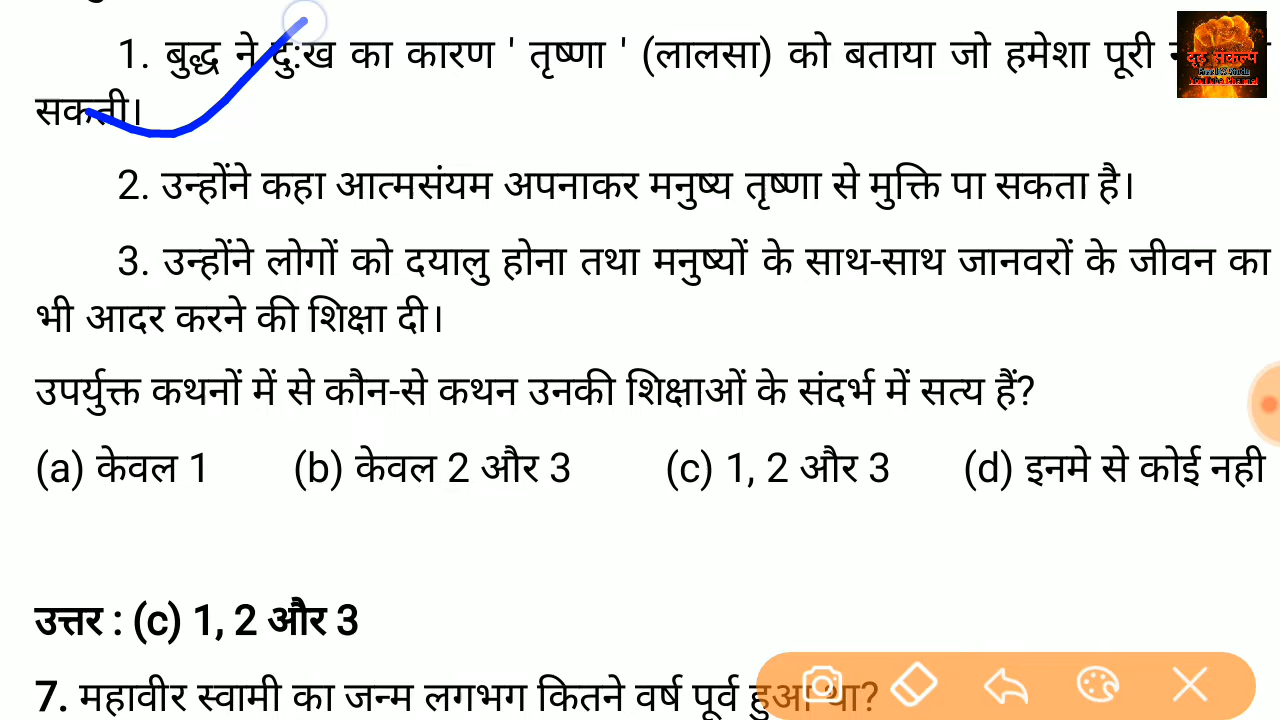 1. बुद्ध ने दु:ख का कारण ' तृष्णा ' (लालसा) को बताया जो हमेशा पूरी
सकती।
2. उन्होंने कहा आत्मसंयम अपनाकर मनुष्य तृष्णा से मुक्ति पा सकता है।
3. उन्होंने लोगों को दयालु होना तथा मनुष्यों के साथ-साथ जानवरों के जीवन का
भी आदर करने की शिक्षा दी।
उपर्युक्त कथनों में से कौन-से कथन उनकी शिक्षाओं के संदर्भ में सत्य हैं?
(a) केवल 1 (b) केवल 2 और 3 (c) 1, 2 और 3 (d) इनमे से कोई नही
उत्तर : (c) 1, 2 और 3
7. महावीर स्वामी का जन्म लगभग कितने वर्ष पूर्व हुआ था?
दृढ़ संकल्प